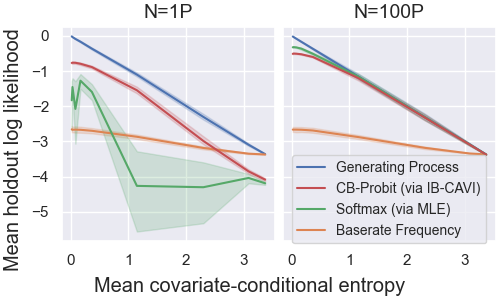 N=1P
N=100P
Mean holdout log likelihood
0
−1
−2
−3
−4
−5
0
1
2
3
0
1
2
3
Generating Process
CB-Probit (via IB-CAVI)
Softmax (via MLE)
Baserate Frequency
Mean covariate-conditional entropy